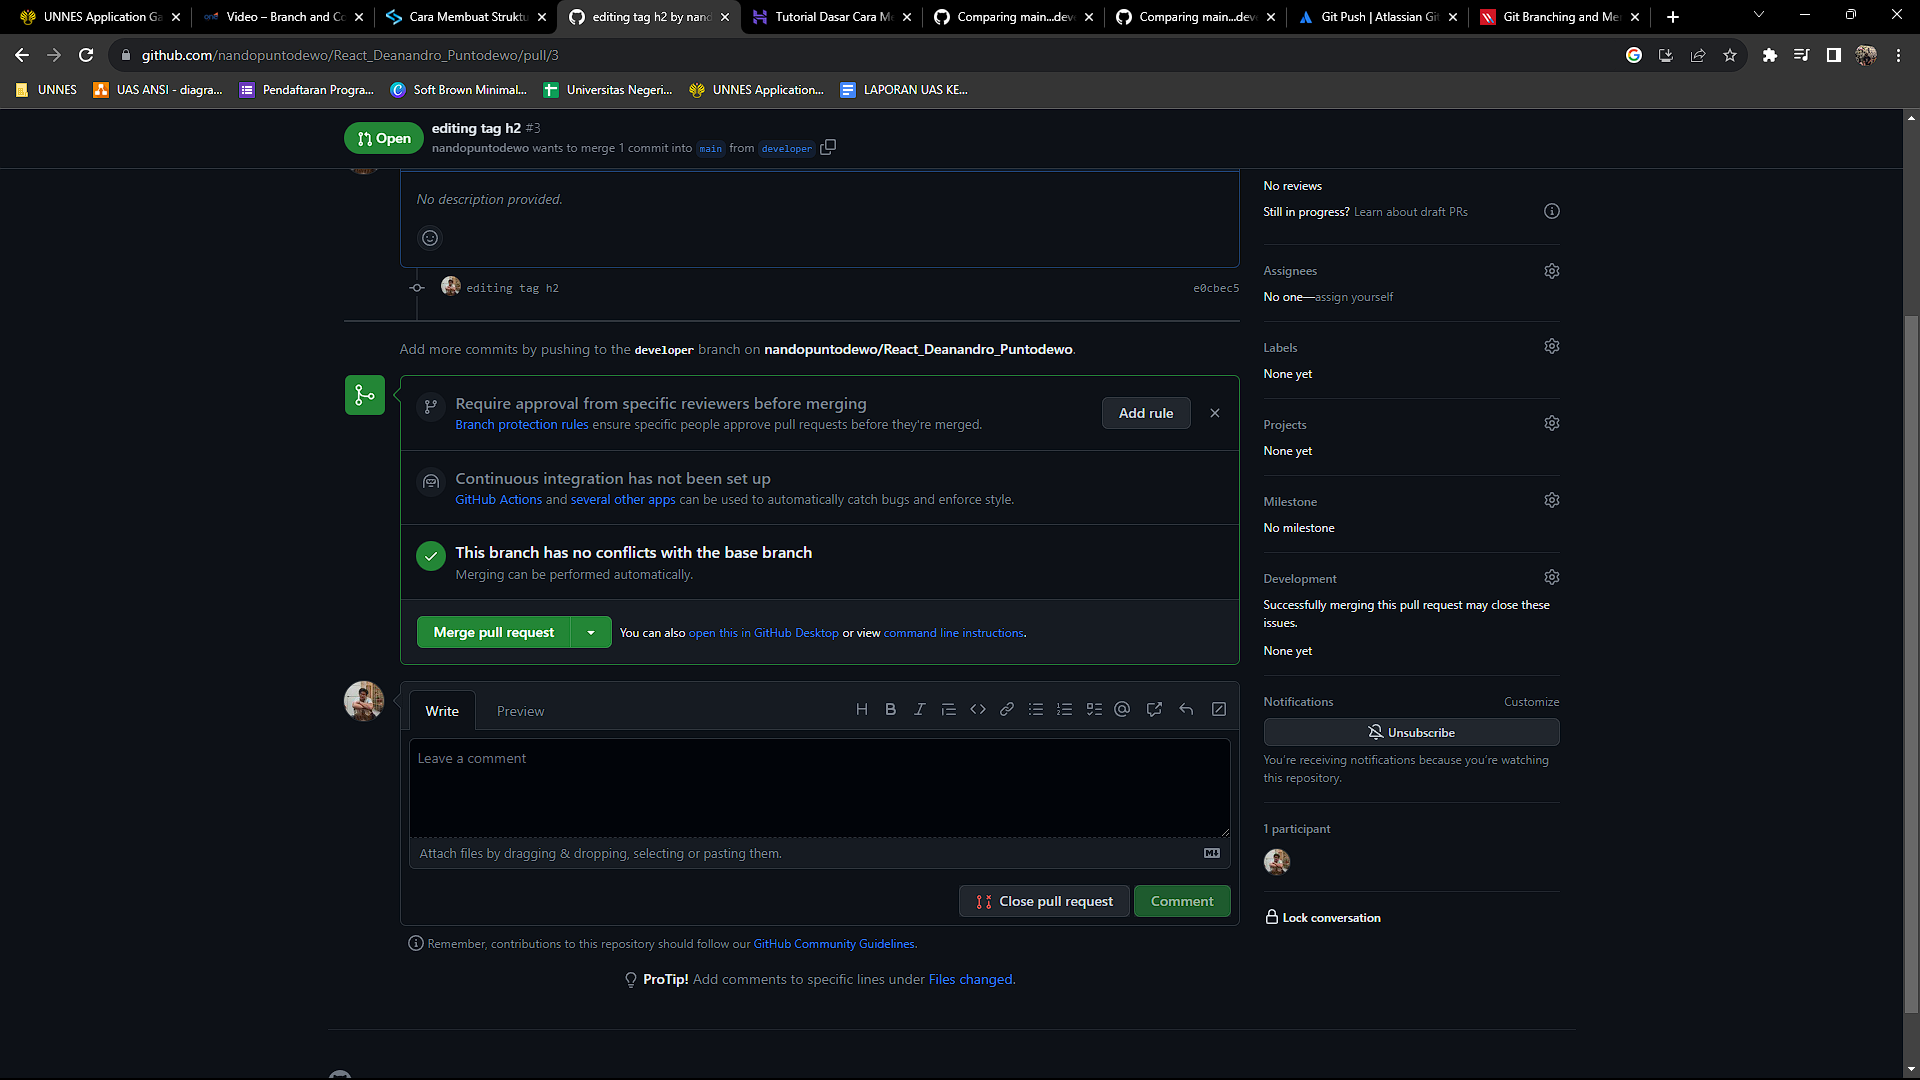 UNNES Application Ga
Video – Branch and Co
Cara Membuat Struktu
editing tag h2 by nand
Tutorial Dasar Cara Me
Comparing main...deve
Comparing main...deve
Git Push | Atlassian Git
Git Branching and Mer
github.com/nandopuntodewo/React_Deanandro_Puntodewo/pull/3
UNNES
UAS ANSI - diagra...
Pendaftaran Progra...
Soft Brown Minimal...
Universitas Negeri...
UNNES Application...
LAPORAN UAS KE...
Open
editing tag h2 #3
nandopuntodewo wants to merge 1 commit into main from developer
No description provided.
editing tag h2
e0cbec5
Add more commits by pushing to the developer branch on nandopuntodewo/React_Deanandro_Puntodewo.
Require approval from specific reviewers before merging
Branch protection rules ensure specific people approve pull requests before they're merged.
Add rule
Continuous integration has not been set up
GitHub Actions and several other apps can be used to automatically catch bugs and enforce style.
This branch has no conflicts with the base branch
Merging can be performed automatically.
Merge pull request
You can also open this in GitHub Desktop or view command line instructions.
Write
Preview
Leave a comment
Attach files by dragging & dropping, selecting or pasting them.
Close pull request
Comment
Remember, contributions to this repository should follow our GitHub Community Guidelines.
ProTip! Add comments to specific lines under Files changed.
No reviews
Still in progress? Learn about draft PRs
Assignees
No one—assign yourself
Labels
None yet
Projects
None yet
Milestone
No milestone
Development
Successfully merging this pull request may close these
issues.
None yet
Notifications
Customize
Unsubscribe
You're receiving notifications because you're watching
this repository.
1 participant
Lock conversation